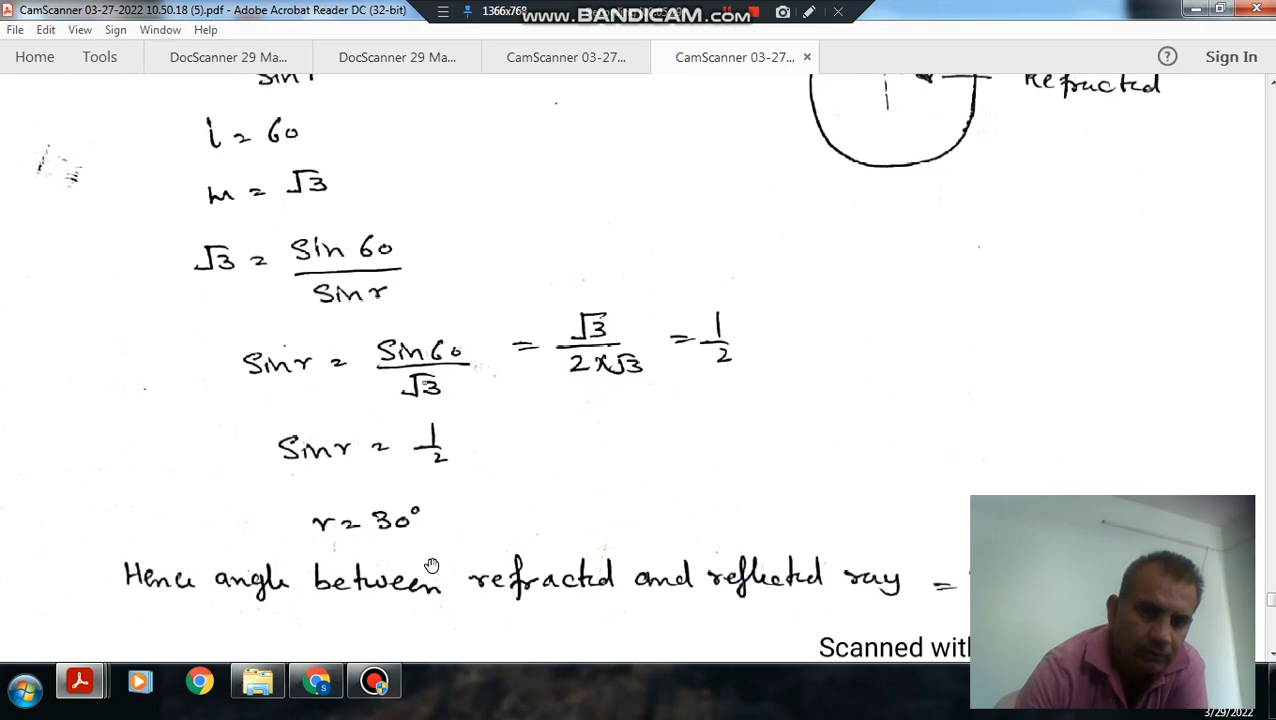 CamScanner 03-27-2022 10.50.18 (5).pdf - Adobe Acrobat Reader DC (32-bit)
1366x768
www.BANDICAM.com
File Edit View Sign Window Help
Home Tools DocScanner 29 Ma... DocScanner 29 Ma... CamScanner 03-27... CamScanner 03-27... Sign In
sin r
Refracted
i = 60
μ = √3
√3 = sin 60 / sin r
sin r = sin 60 / √3 = √3 / 2×√3 = 1/2
sin r = 1/2
r = 30°
Hence angle between refracted and reflected ray =
Scanned with
3/29/2022